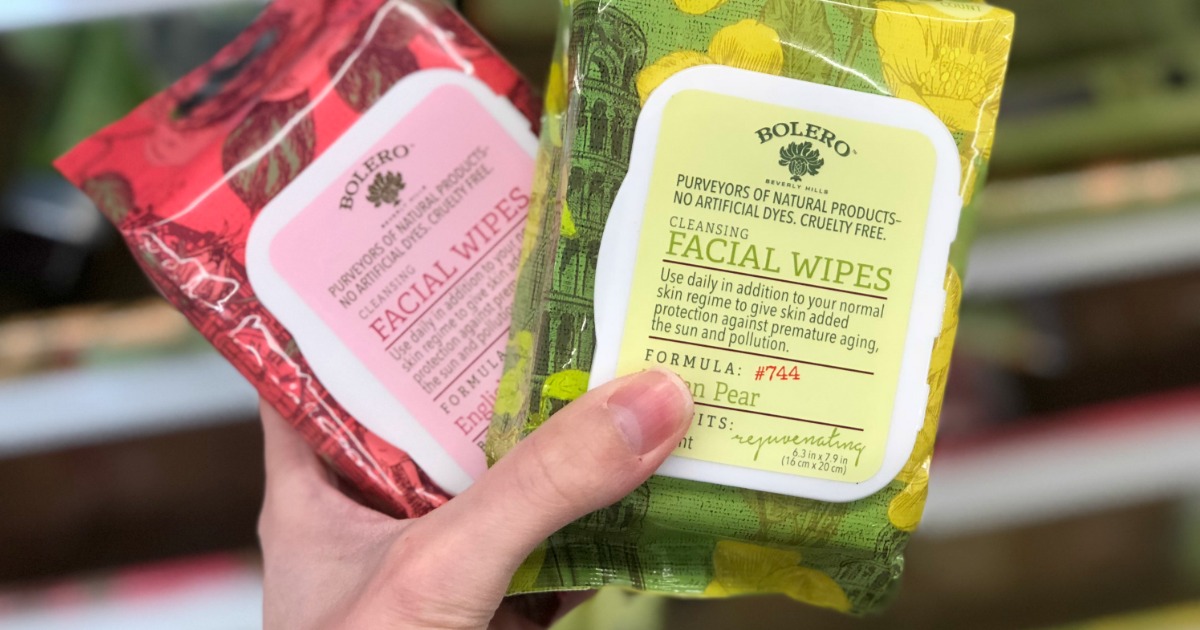 BOLERO
PURVEYORS OF NATURAL PRODUCTS-
NO ARTIFICIAL DYES. CRUELTY FREE.
CLEANSING
FACIAL WIPES
Use daily in addition to your
skin regime to give skin
protection against
the sun and pollution
FORMULA
BOLERO
BEVERLY HILLS
PURVEYORS OF NATURAL PRODUCTS-
NO ARTIFICIAL DYES. CRUELTY FREE.
CLEANSING
FACIAL WIPES
Use daily in addition to your normal
skin regime to give skin added
protection against premature aging,
the sun and pollution.
FORMULA: #744
Pear
rejuvenating
6.3 in x 7.9 in
(16 cm x 20 cm)